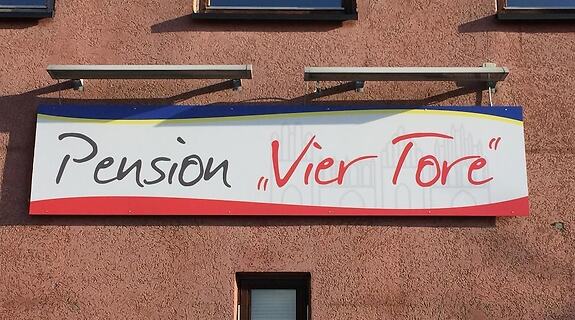 Pension „Vier Tore“